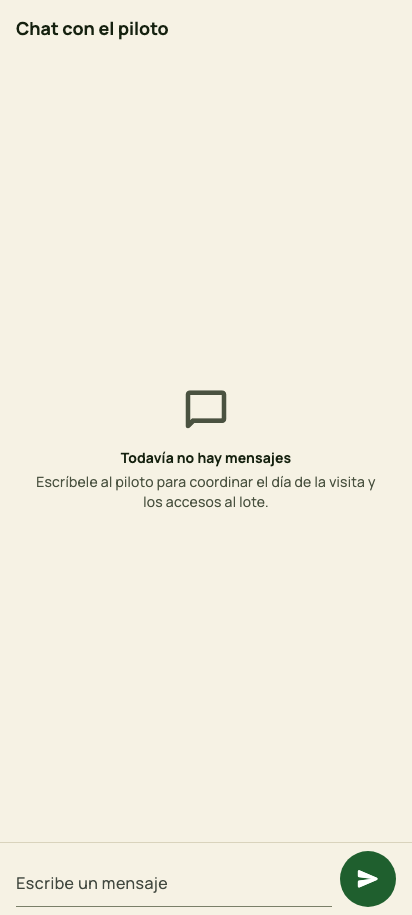 Chat con el piloto
Todavía no hay mensajes
Escríbele al piloto para coordinar el día de la visita y
los accesos al lote.
Escribe un mensaje